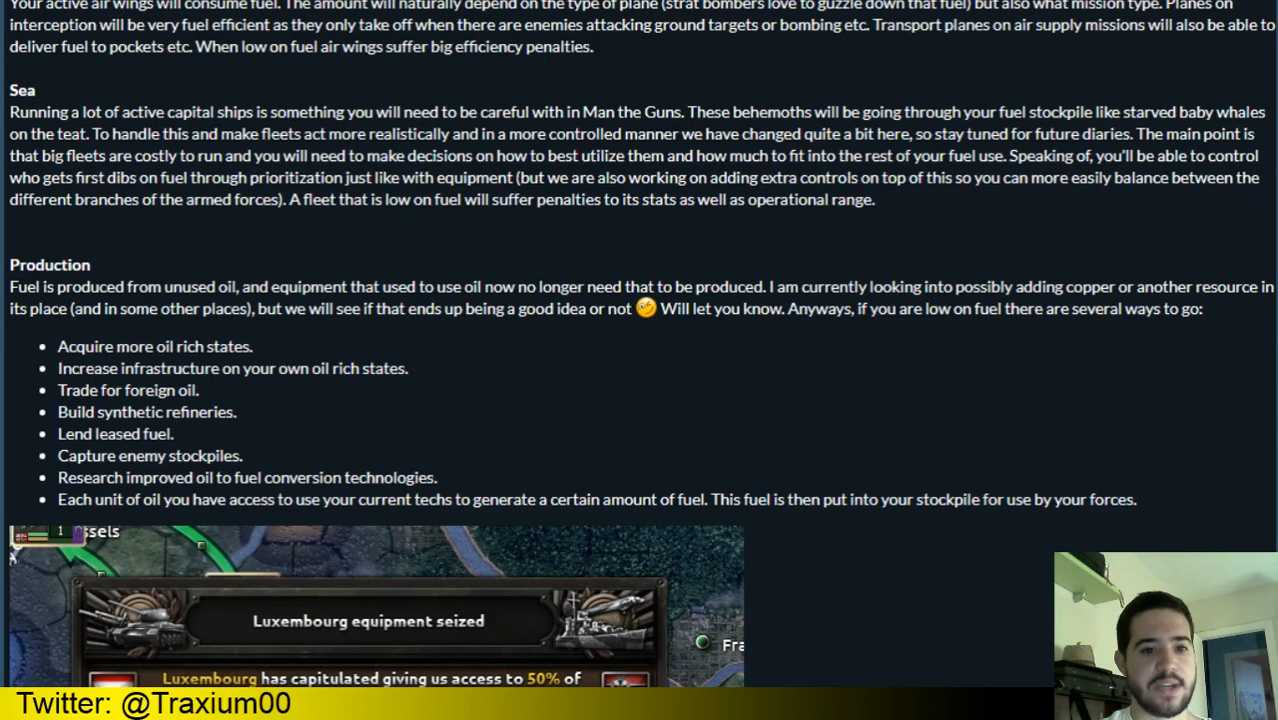 Your active air wings will consume fuel. The amount will naturally depend on the type of plane (strat bombers love to guzzle down that fuel) but also what mission type. Planes on
interception will be very fuel efficient as they only take off when there are enemies attacking ground targets or bombing etc. Transport planes on air supply missions will also be able to
deliver fuel to pockets etc. When low on fuel air wings suffer big efficiency penalties.
Sea
Running a lot of active capital ships is something you will need to be careful with in Man the Guns. These behemoths will be going through your fuel stockpile like starved baby whales
on the teat. To handle this and make fleets act more realistically and in a more controlled manner we have changed quite a bit here, so stay tuned for future diaries. The main point is
that big fleets are costly to run and you will need to make decisions on how to best utilize them and how much to fit into the rest of your fuel use. Speaking of, you'll be able to control
who gets first dibs on fuel through prioritization just like with equipment (but we are also working on adding extra controls on top of this so you can more easily balance between the
different branches of the armed forces). A fleet that is low on fuel will suffer penalties to its stats as well as operational range.
Production
Fuel is produced from unused oil, and equipment that used to use oil now no longer need that to be produced. I am currently looking into possibly adding copper or another resource in
its place (and in some other places), but we will see if that ends up being a good idea or not Will let you know. Anyways, if you are low on fuel there are several ways to go:
Acquire more oil rich states.
Increase infrastructure on your own oil rich states.
Trade for foreign oil.
Build synthetic refineries.
Lend leased fuel.
Capture enemy stockpiles.
Research improved oil to fuel conversion technologies.
Each unit of oil you have access to use your current techs to generate a certain amount of fuel. This fuel is then put into your stockpile for use by your forces.
1 ssels
Luxembourg equipment seized
Fra
Luxembourg has capitulated giving us access to 50% of
Twitter: @Traxium00